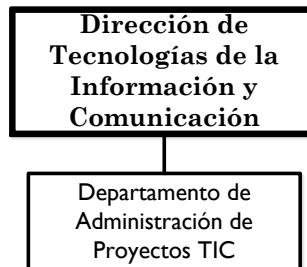 Dirección de
Tecnologías de la
Información y
Comunicación
Departamento de
Administración de
Proyectos TIC